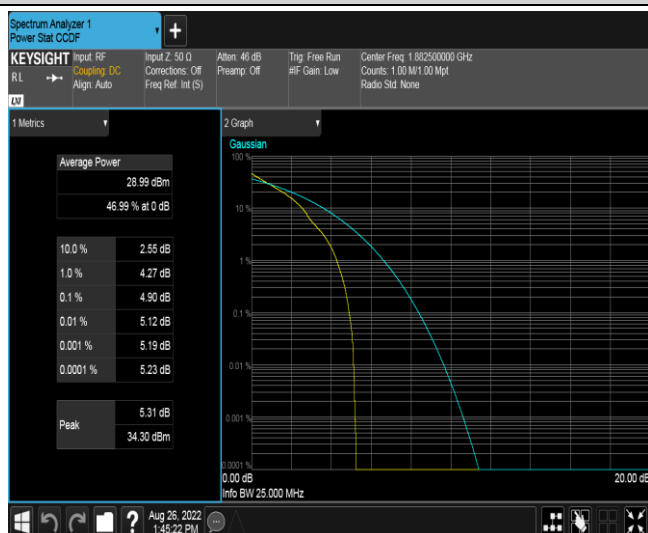 Spectrum Analyzer 1
Power Stat CCDF
+
KEYSIGHT
RL
LXI
Input: RF
Coupling: DC
Align: Auto
Input Z: 50 Ω
Corrections: Off
Freq Ref: Int (S)
Atten: 46 dB
Preamp: Off
Trig: Free Run
#IF Gain: Low
Center Freq: 1.882500000 GHz
Counts: 1.00 M/1.00 Mpt
Radio Std: None
1 Metrics
Average Power
28.99 dBm
46.99 % at 0 dB
10.0 % 2.55 dB
1.0 % 4.27 dB
0.1 % 4.90 dB
0.01 % 5.12 dB
0.001 % 5.19 dB
0.0001 % 5.23 dB
Peak
5.31 dB
34.30 dBm
2 Graph
Gaussian
100 %
10 %
1 %
0.1 %
0.01 %
0.001 %
0.0001 %
0.00 dB 20.00 dB
Info BW 25.000 MHz
?
Aug 26, 2022
1:45:22 PM